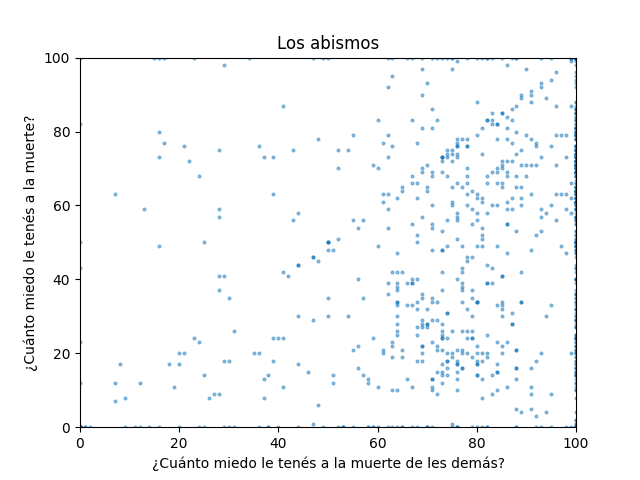 Los abismos
100
80
60
40
20
0
¿Cuánto miedo le tenés a la muerte?
0 20 40 60 80 100
¿Cuánto miedo le tenés a la muerte de les demás?